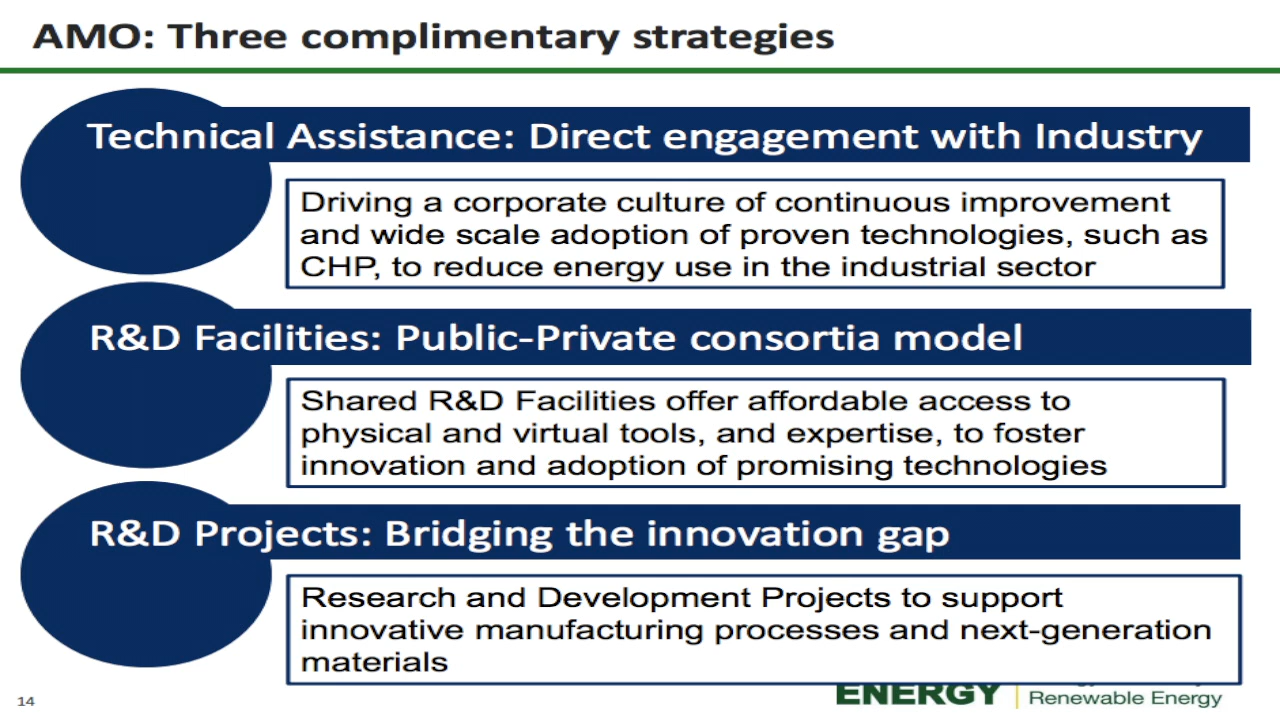 AMO: Three complimentary strategies
Technical Assistance: Direct engagement with Industry
Driving a corporate culture of continuous improvement
and wide scale adoption of proven technologies, such as
CHP, to reduce energy use in the industrial sector
R&D Facilities: Public-Private consortia model
Shared R&D Facilities offer affordable access to
physical and virtual tools, and expertise, to foster
innovation and adoption of promising technologies
R&D Projects: Bridging the innovation gap
Research and Development Projects to support
innovative manufacturing processes and next-generation
materials
14
ENERGY
Renewable Energy